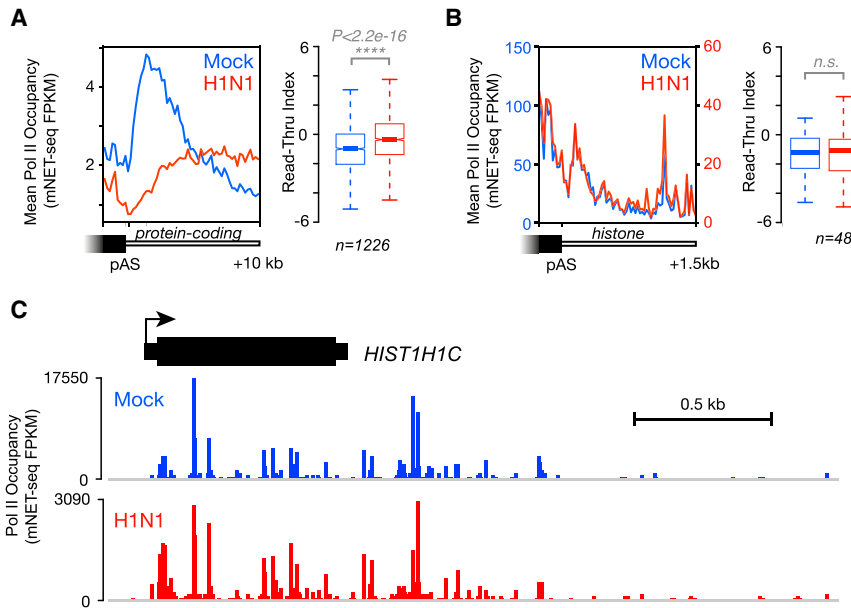 A
Mean Pol II Occupancy
(mNET-seq FPKM)
4
2
Mock
H1N1
protein-coding
pAS
+10 kb
Read-Thru Index
6
0
-6
P<2.2e-16
****
n=1226
B
Mean Pol II Occupancy
(mNET-seq FPKM)
150
100
50
0
Mock
H1N1
60
40
20
0
histone
pAS
+1.5kb
Read-Thru Index
6
0
-6
n.s.
n=48
C
HIST1H1C
Pol II Occupancy
(mNET-seq FPKM)
17550
Mock
0
0.5 kb
3090
H1N1
0